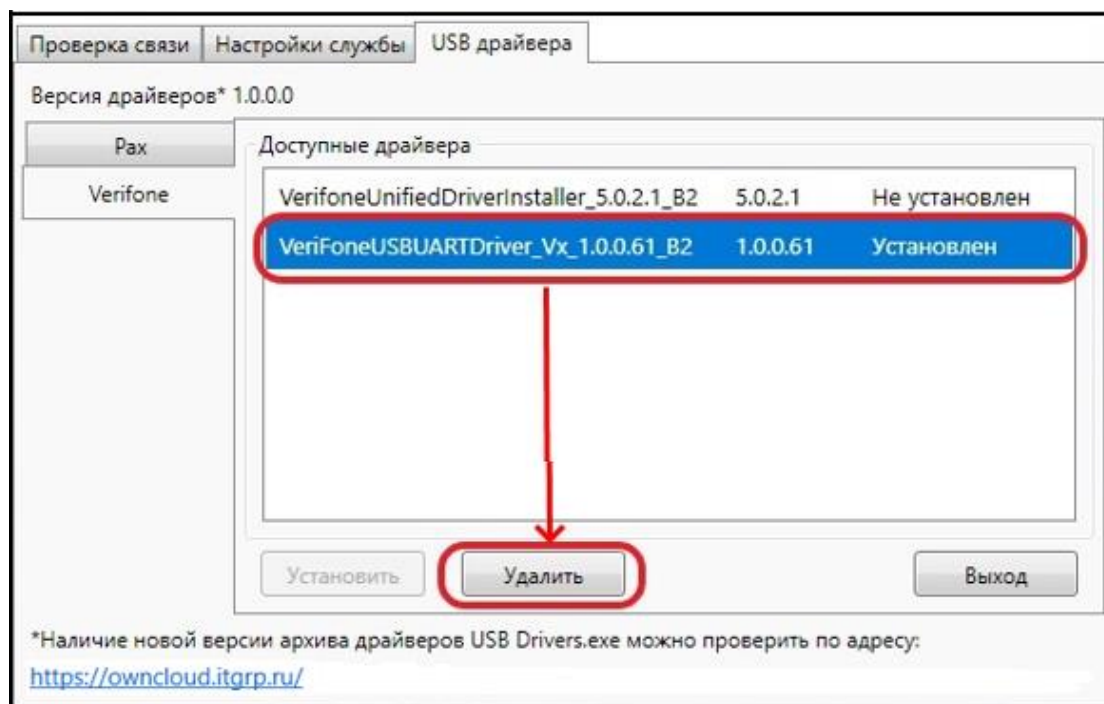 Проверка связи Настройки службы USB драйвера
Версия драйверов* 1.0.0.0
Pax
Verifone
Доступные драйвера
VerifoneUnifiedDriverInstaller_5.0.2.1_B2 5.0.2.1 Не установлен
VeriFoneUSBUARTDriver_Vx_1.0.0.61_B2 1.0.0.61 Установлен
Установить Удалить Выход
*Наличие новой версии архива драйверов USB Drivers.exe можно проверить по адресу:
https://owncloud.itgrp.ru/